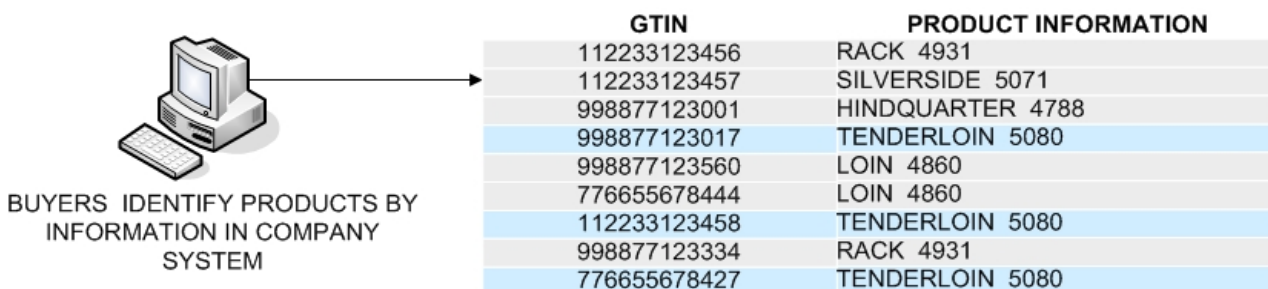 GTIN PRODUCT INFORMATION
112233123456 RACK 4931
112233123457 SILVERSIDE 5071
998877123001 HINDQUARTER 4788
998877123017 TENDERLOIN 5080
998877123560 LOIN 4860
776655678444 LOIN 4860
112233123458 TENDERLOIN 5080
998877123334 RACK 4931
776655678427 TENDERLOIN 5080
BUYERS IDENTIFY PRODUCTS BY
INFORMATION IN COMPANY
SYSTEM